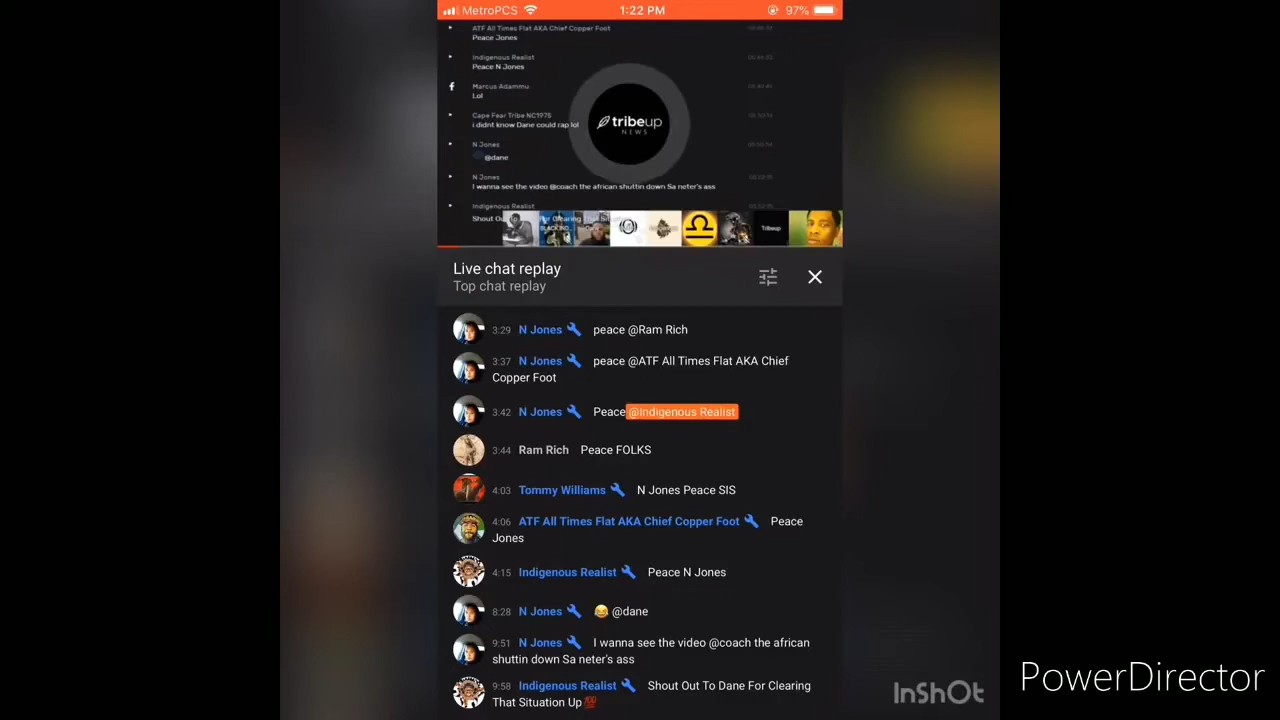 MetroPCS 1:22 PM 97%
ATF All Times Flat AKA Chief Copper Foot
Peace Jones
Indigenous Realist
Peace N Jones
Marcus Adammu
Lol
Cape Fear Tribe NC1975
i didnt know Dane could rap lol
N Jones
@dane
N Jones
I wanna see the video @coach the african shuttin down Sa neter's ass
Indigenous Realist
Shout Out For Clearing That
tribeup
NEWS
Tribeup
Live chat replay
Top chat replay
3:29 N Jones peace @Ram Rich
3:37 N Jones peace @ATF All Times Flat AKA Chief
Copper Foot
3:42 N Jones Peace @Indigenous Realist
3:44 Ram Rich Peace FOLKS
4:03 Tommy Williams N Jones Peace SIS
4:06 ATF All Times Flat AKA Chief Copper Foot Peace
Jones
4:15 Indigenous Realist Peace N Jones
8:28 N Jones 😂 @dane
9:51 N Jones I wanna see the video @coach the african
shuttin down Sa neter's ass
9:58 Indigenous Realist Shout Out To Dane For Clearing
That Situation Up💯
InShOt
PowerDirector